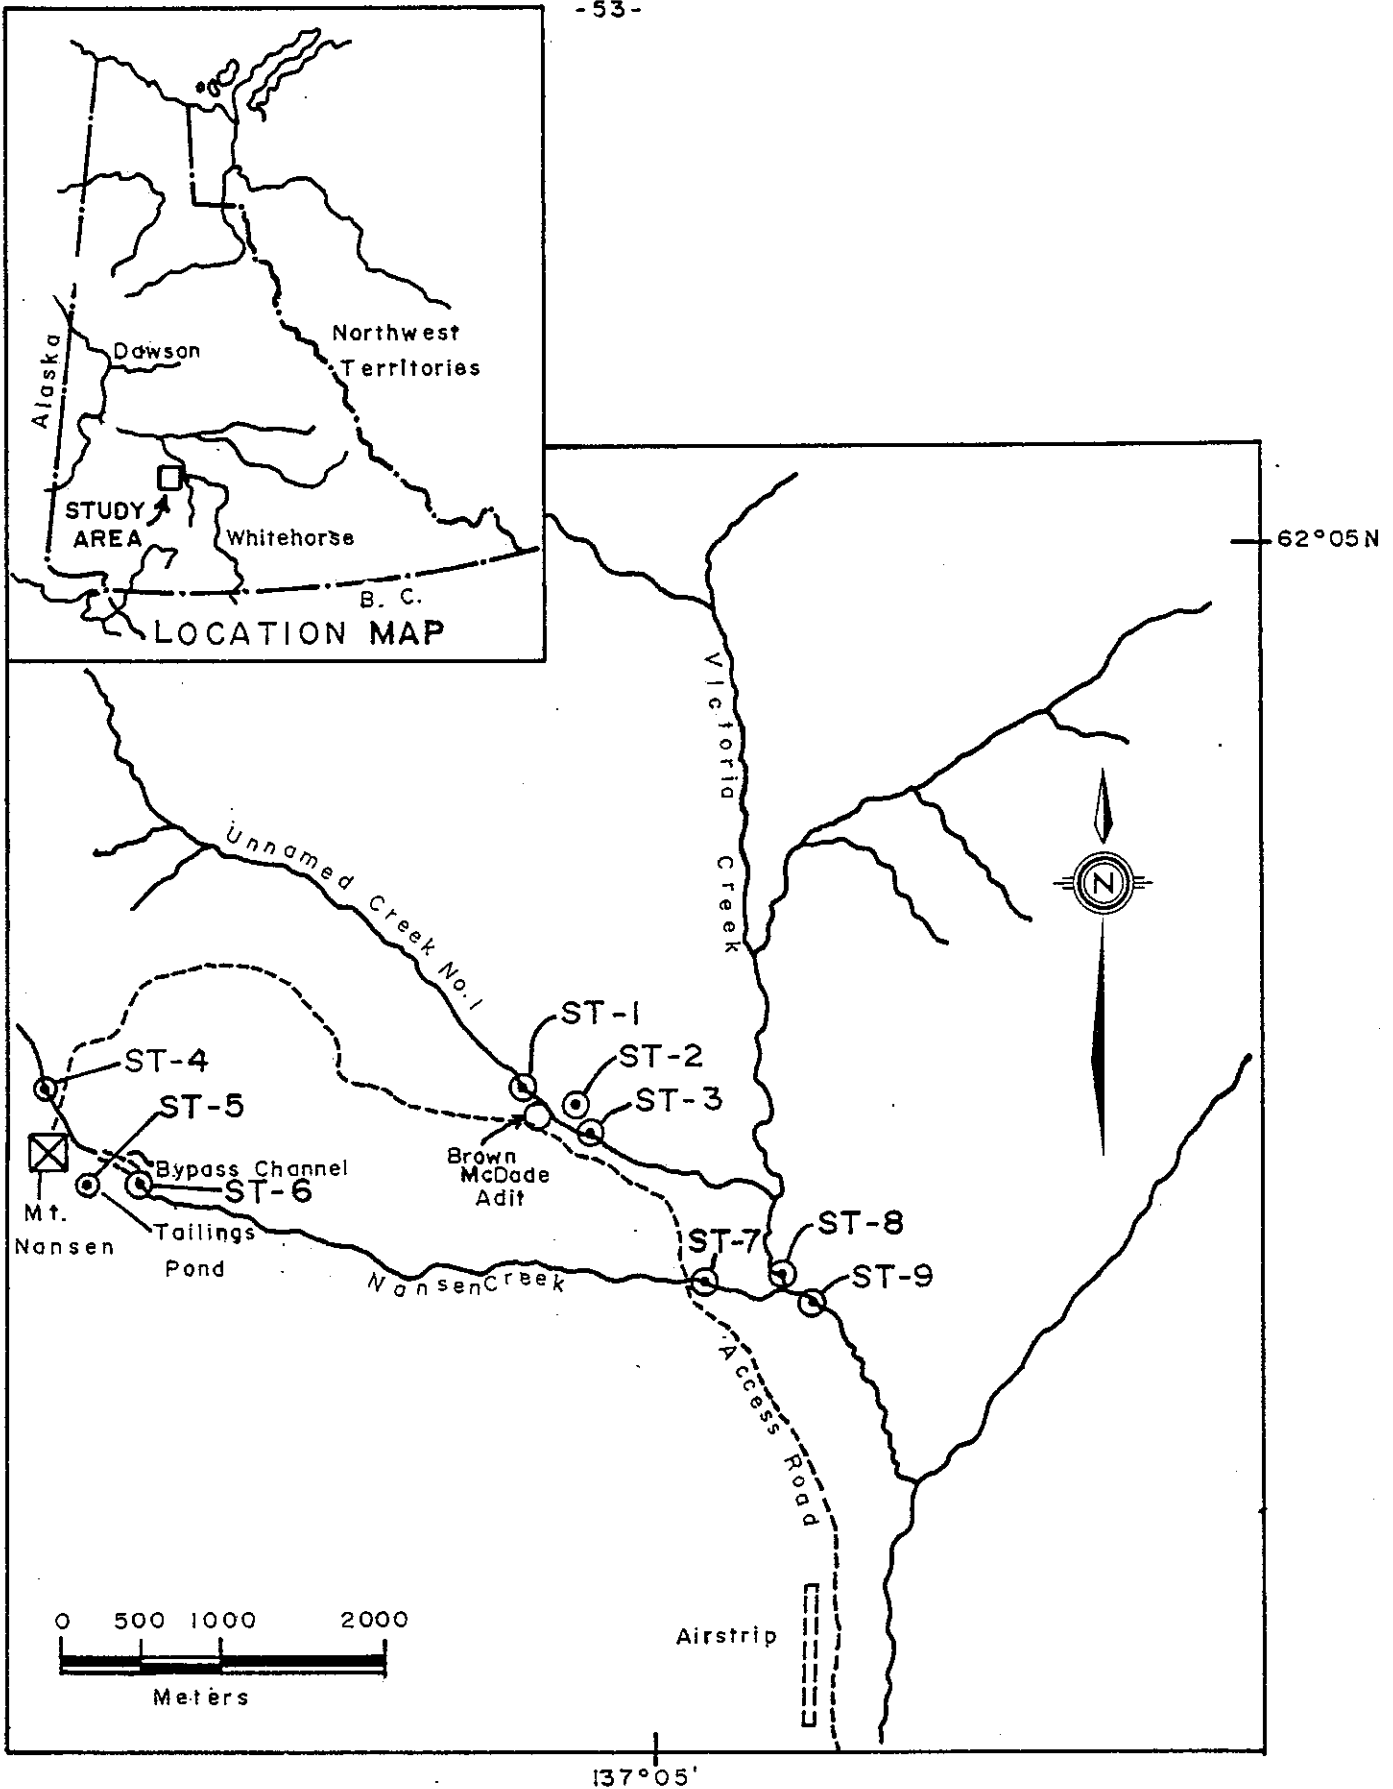 -53-
Northwest
Territories
Dawson
Alaska
STUDY
AREA
Whitehorse
B. C.
LOCATION MAP
62°05N
Victoria Creek
Unnamed Creek No. 1
N
ST-1
ST-2
ST-3
ST-4
ST-5
Brown
McDade
Adit
Bypass Channel
ST-6
Mt.
Nansen
Tailings
Pond
ST-7
ST-8
ST-9
Nansen Creek
Access Road
Airstrip
0 500 1000 2000
Meters
137°05'